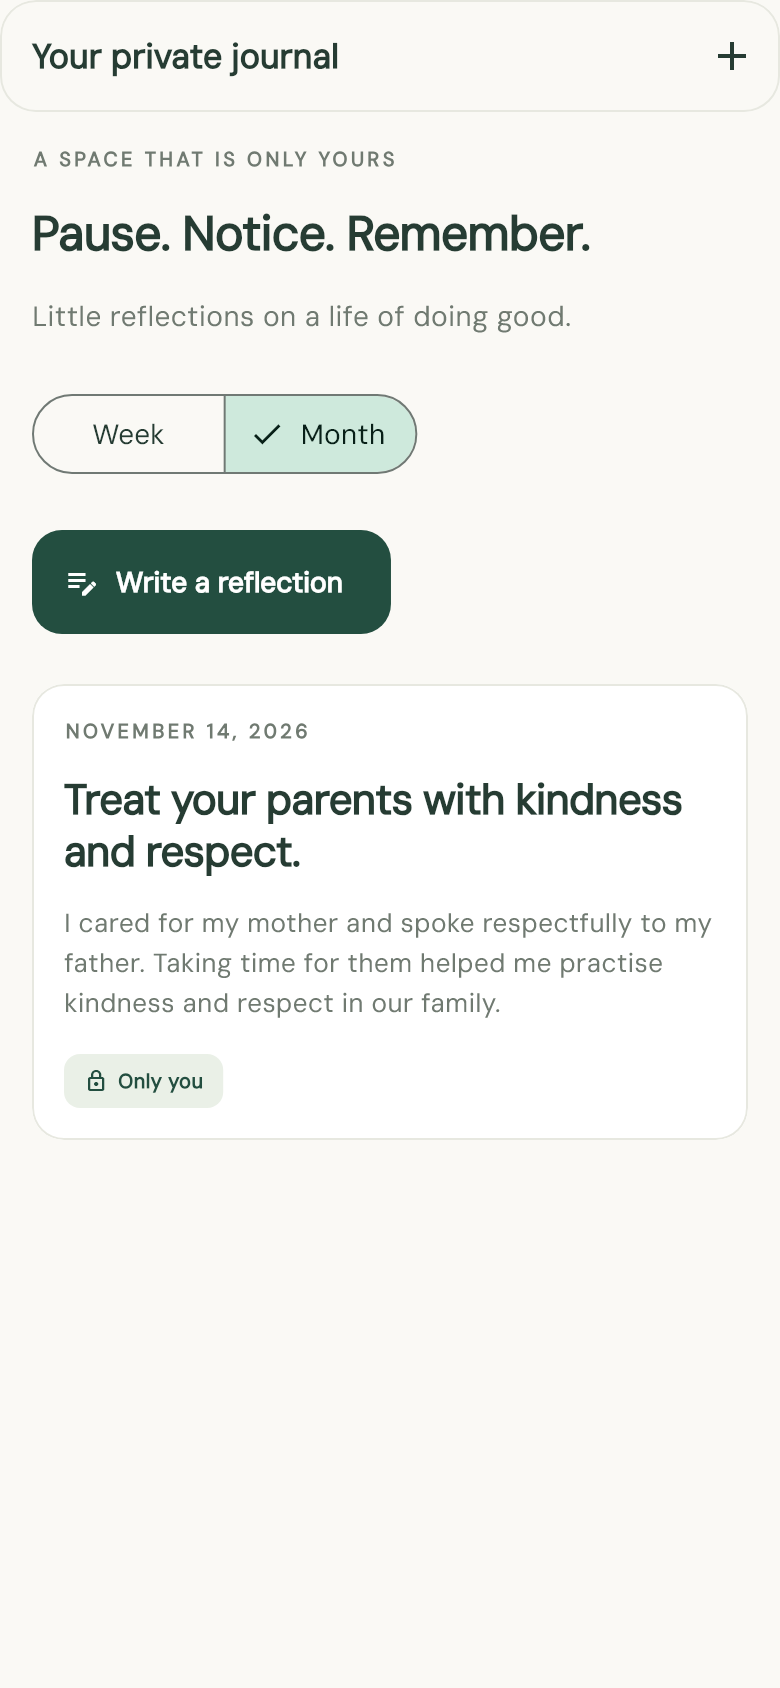 Your private journal
A SPACE THAT IS ONLY YOURS
Pause. Notice. Remember.
Little reflections on a life of doing good.
Week
Month
Write a reflection
NOVEMBER 14, 2026
Treat your parents with kindness
and respect.
I cared for my mother and spoke respectfully to my
father. Taking time for them helped me practise
kindness and respect in our family.
Only you